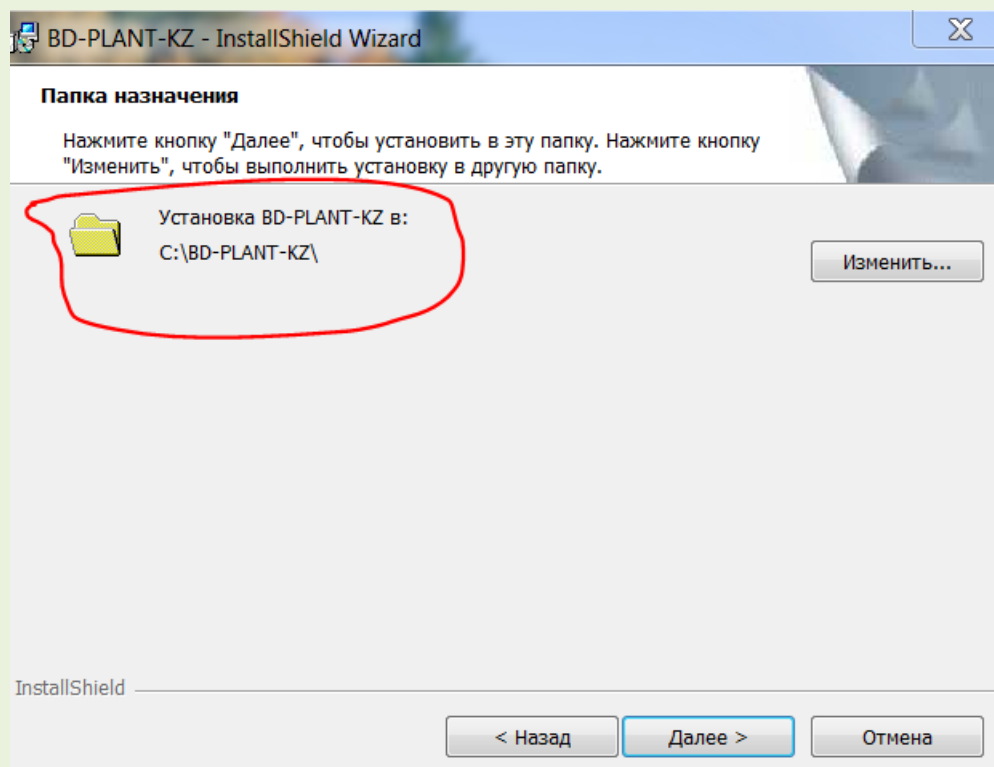 BD-PLANT-KZ - InstallShield Wizard
Папка назначения
Нажмите кнопку "Далее", чтобы установить в эту папку. Нажмите кнопку
"Изменить", чтобы выполнить установку в другую папку.
Установка BD-PLANT-KZ в:
C:\BD-PLANT-KZ\
Изменить...
InstallShield
< Назад
Далее >
Отмена